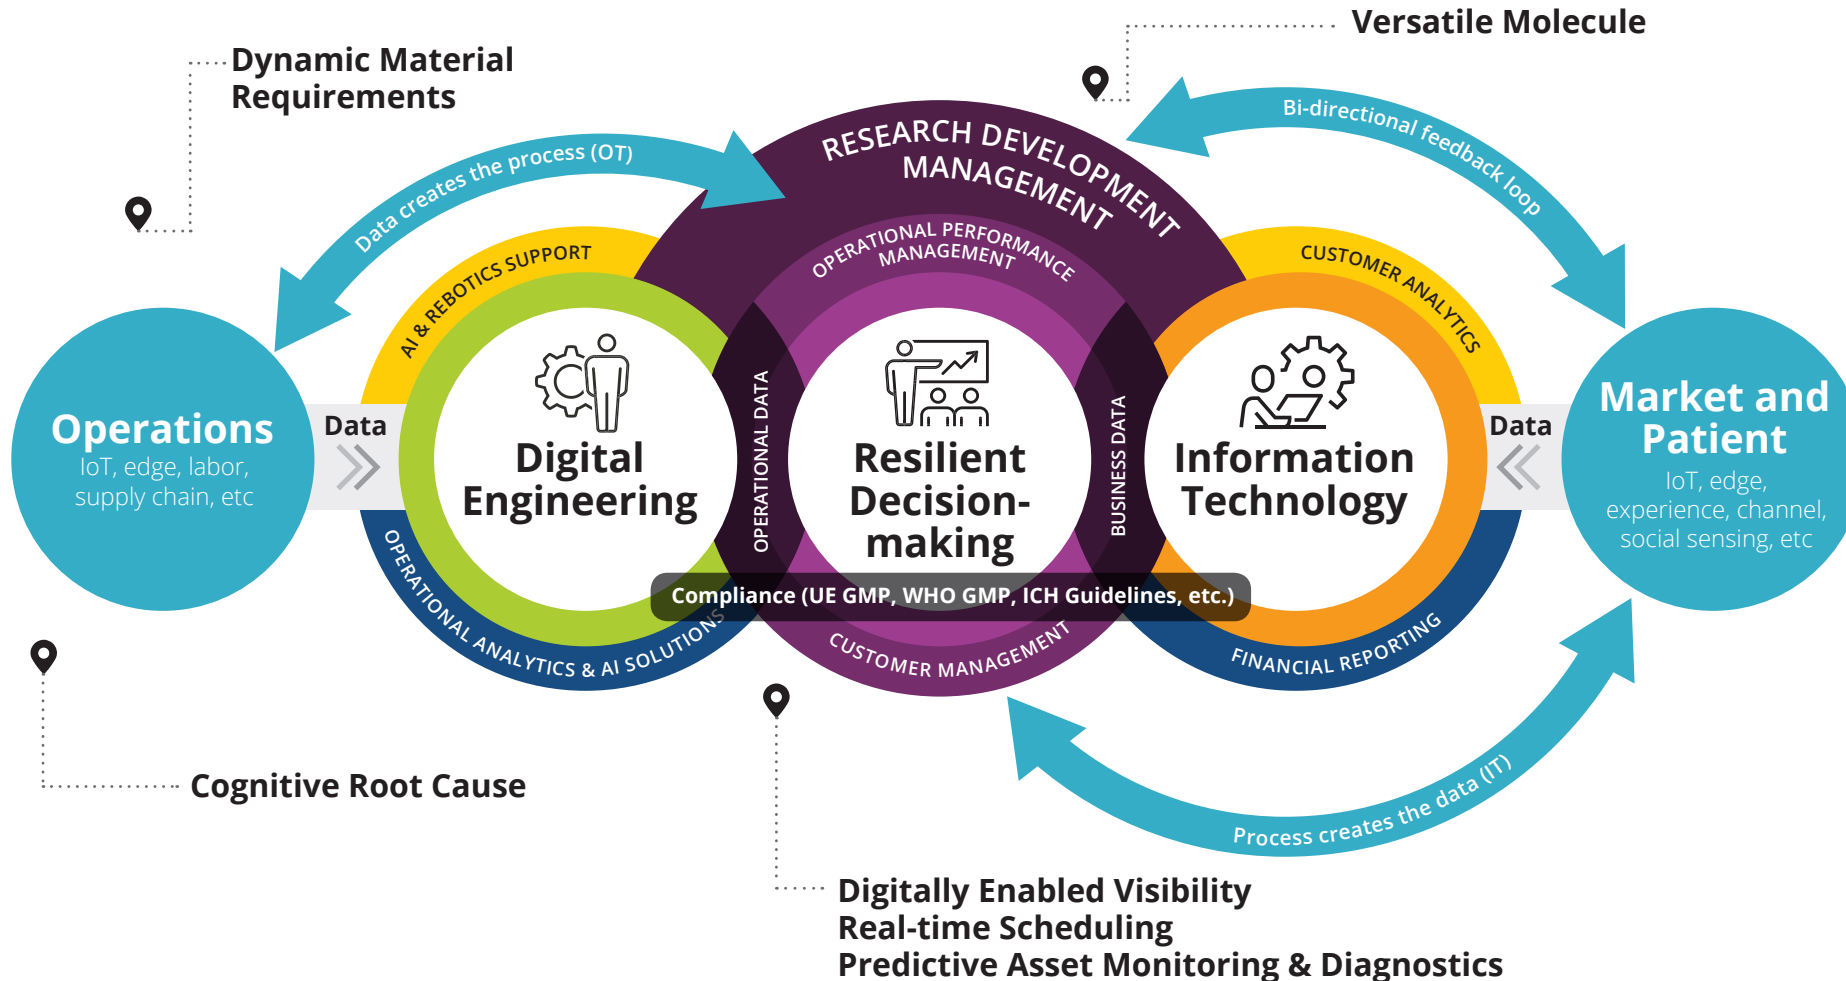 Versatile Molecule
Dynamic Material
Requirements
Bi-directional feedback loop
Data creates the process (OT)
RESEARCH DEVELOPMENT
MANAGEMENT
OPERATIONAL PERFORMANCE
MANAGEMENT
AI & REBOTICS SUPPORT
CUSTOMER ANALYTICS
Operations
IoT, edge, labor,
supply chain, etc
Data
Digital
Engineering
OPERATIONAL DATA
Resilient
Decision-
making
BUSINESS DATA
Information
Technology
Data
Market and
Patient
IoT, edge,
experience, channel,
social sensing, etc
Compliance (UE GMP, WHO GMP, ICH Guidelines, etc.)
OPERATIONAL ANALYTICS & AI SOLUTIONS
CUSTOMER MANAGEMENT
FINANCIAL REPORTING
Cognitive Root Cause
Process creates the data (IT)
Digitally Enabled Visibility
Real-time Scheduling
Predictive Asset Monitoring & Diagnostics